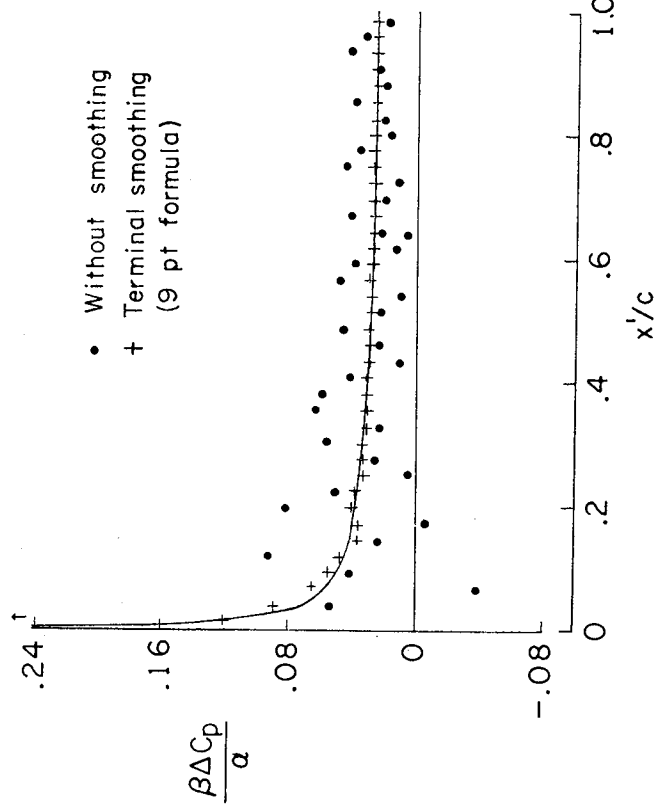 • Without smoothing
+ Terminal smoothing
(9 pt formula)
.24
.16
.08
0
-.08
βΔCp
α
0
.2
.4
.6
.8
1.0
x'/c